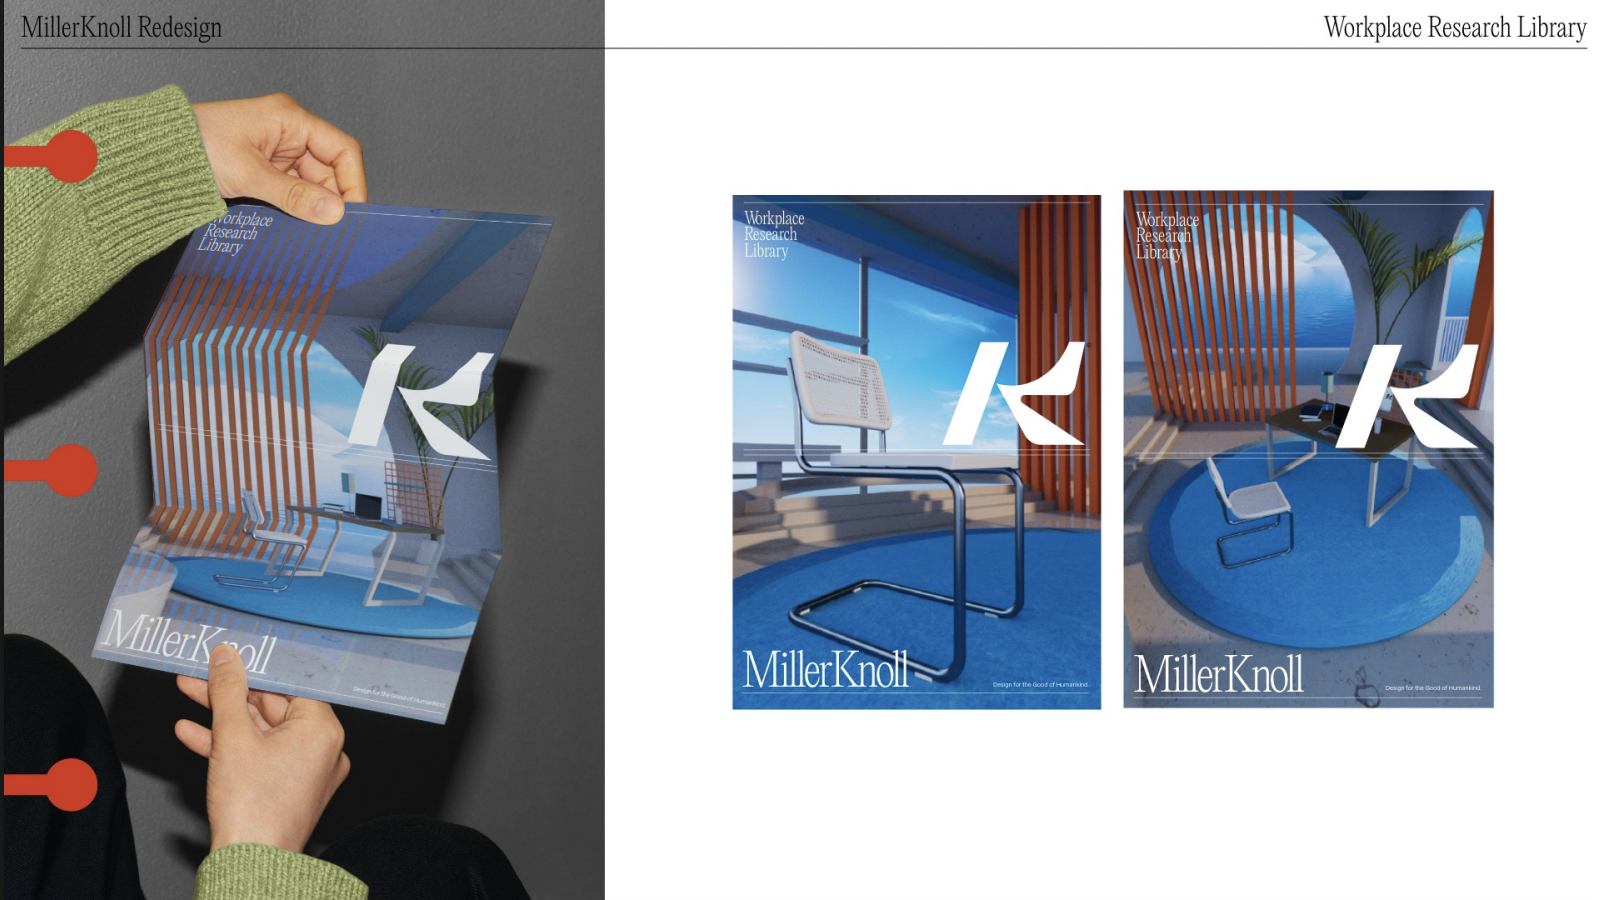 MillerKnoll Redesign
Workplace Research Library
Workplace
Research
Library
K
MillerKnoll
Design for the Good of Humankind.
Workplace
Research
Library
K
MillerKnoll
Design for the Good of Humankind.
Workplace
Research
Library
K
MillerKnoll
Design for the Good of Humankind.